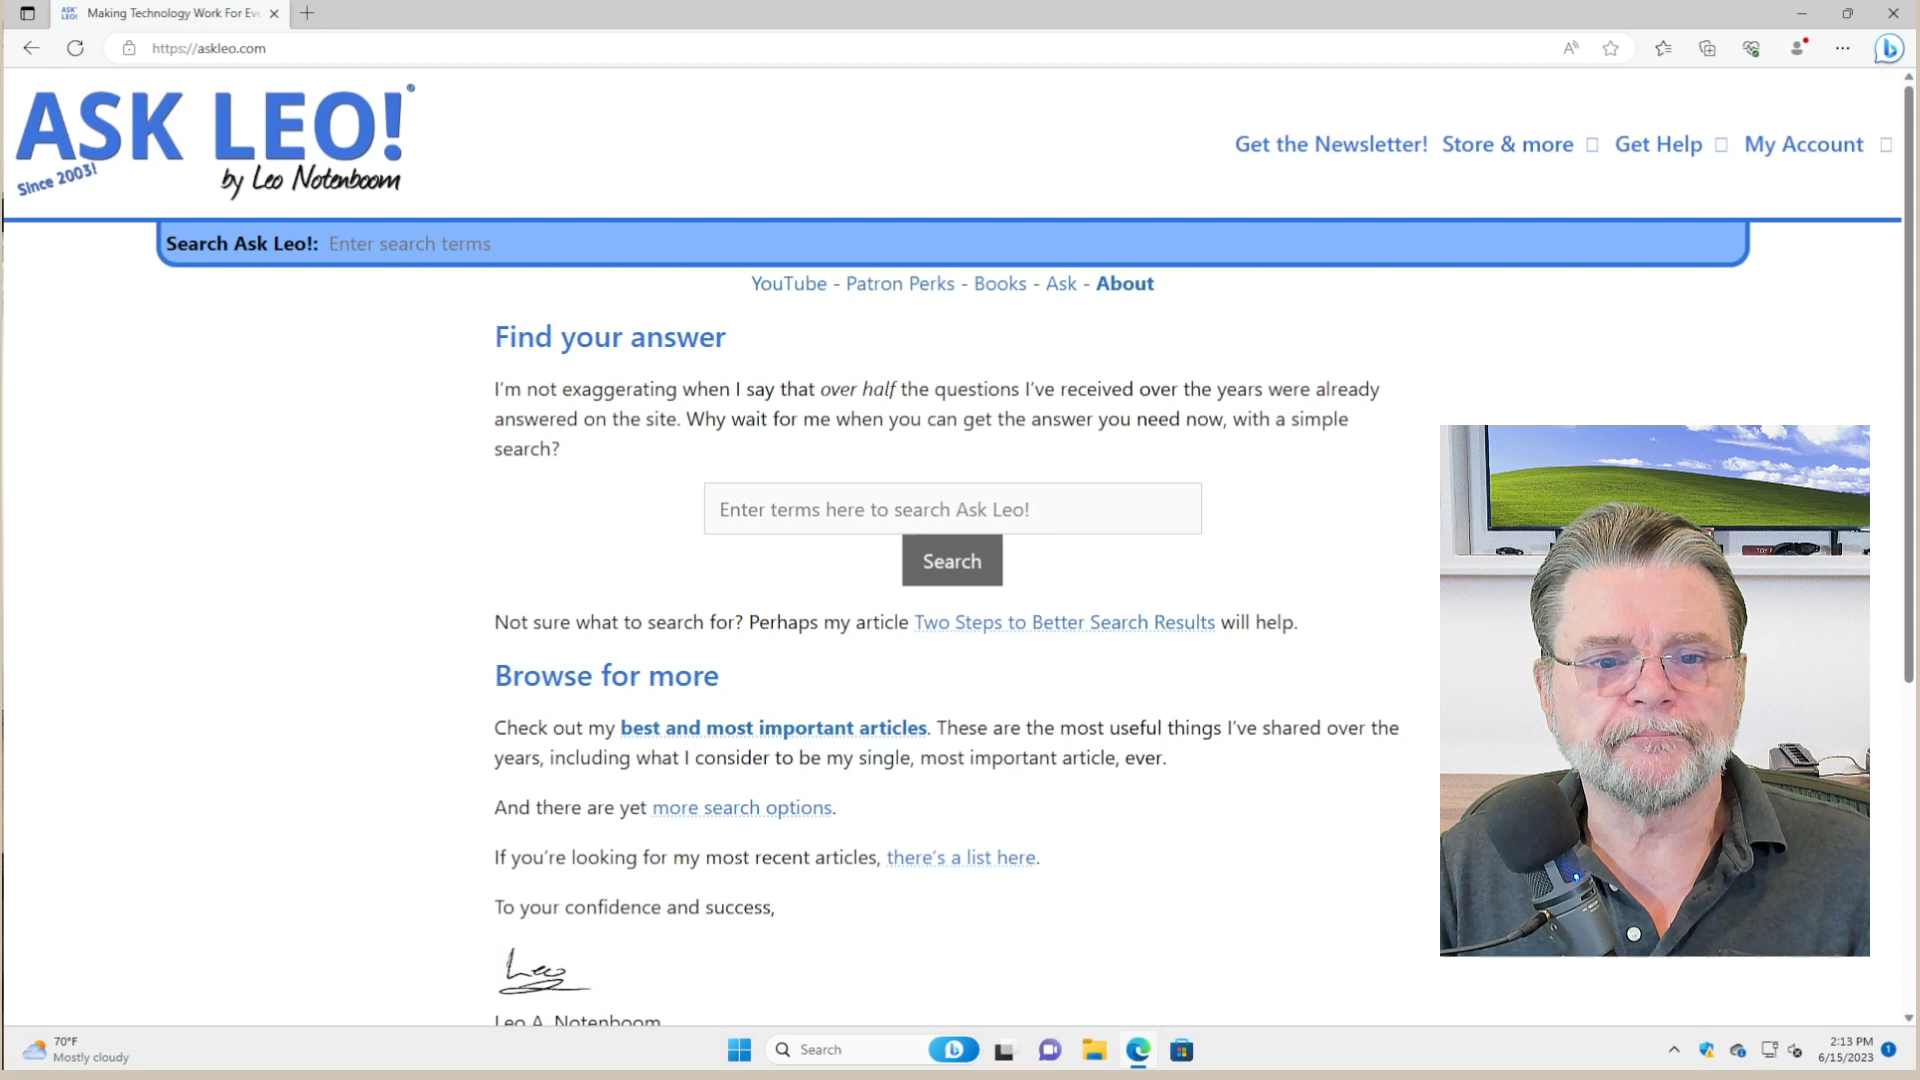 ASK LEO!
Making Technology Work For Eve
https://askleo.com
ASK LEO!
Since 2003!
by Leo Notenboom
Get the Newsletter! Store & more Get Help My Account
Search Ask Leo!: Enter search terms
YouTube - Patron Perks - Books - Ask - About
Find your answer
I'm not exaggerating when I say that over half the questions I've received over the years were already
answered on the site. Why wait for me when you can get the answer you need now, with a simple
search?
Enter terms here to search Ask Leo!
Search
Not sure what to search for? Perhaps my article Two Steps to Better Search Results will help.
Browse for more
Check out my best and most important articles. These are the most useful things I've shared over the
years, including what I consider to be my single, most important article, ever.
And there are yet more search options.
If you're looking for my most recent articles, there's a list here.
To your confidence and success,
Leo
Leo A. Notenboom
70°F
Mostly cloudy
Search
2:13 PM
6/15/2023
1